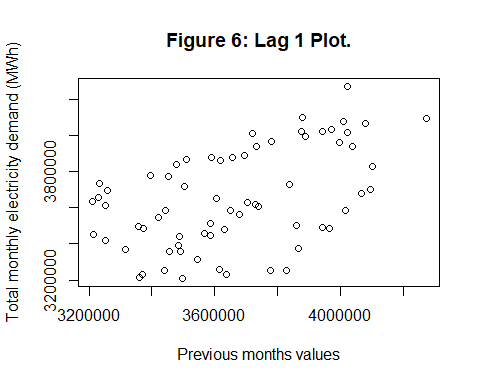 Figure 6: Lag 1 Plot.
Total monthly electricity demand (MWh)
3800000
3200000
3200000 3600000 4000000
Previous months values